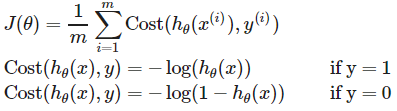 J(θ) = 1/m ∑_{i=1}^{m} Cost(h_θ(x^{(i)}), y^{(i)})
Cost(h_θ(x), y) = − log(h_θ(x)) if y = 1
Cost(h_θ(x), y) = − log(1 − h_θ(x)) if y = 0